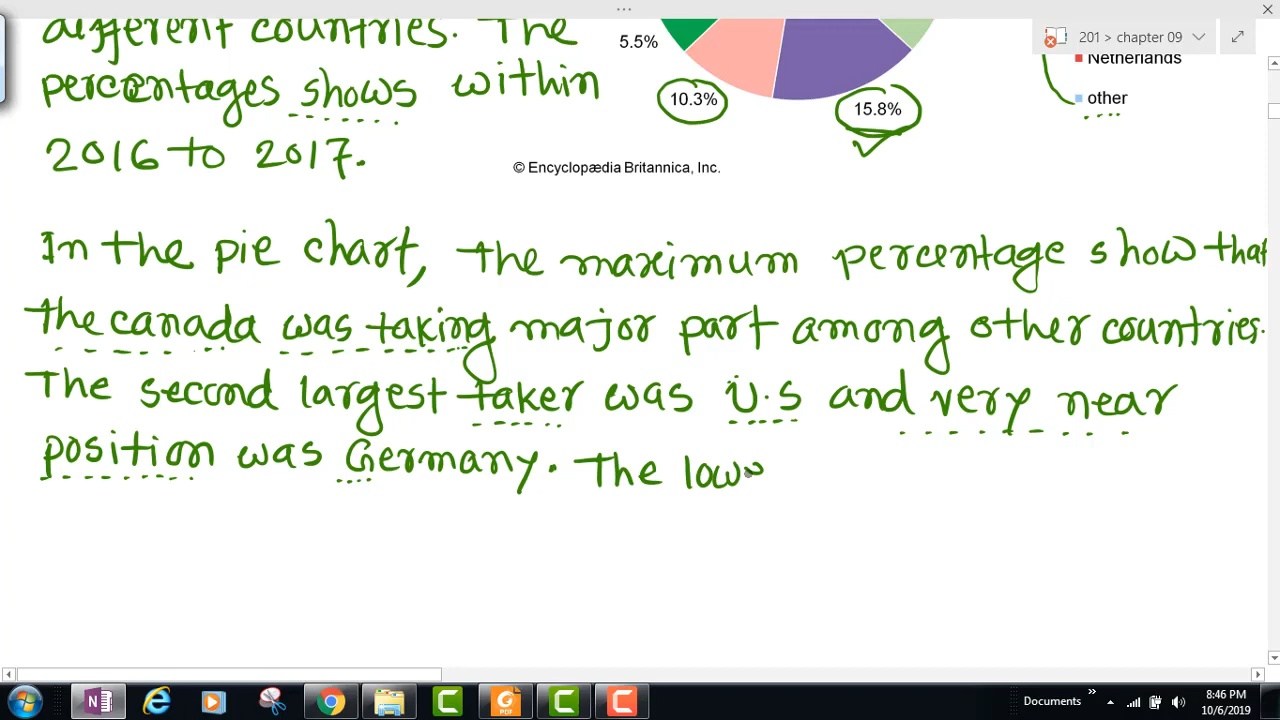 different countries. The
percentages shows within
2016 to 2017.
5.5%
10.3%
15.8%
Netherlands
other
201 > chapter 09
© Encyclopædia Britannica, Inc.
In the pie chart, the maximum percentage show that
the canada was taking major part among other countries.
The second largest taker was U.S and very near
position was Germany. The low
Documents
8:46 PM
10/6/2019